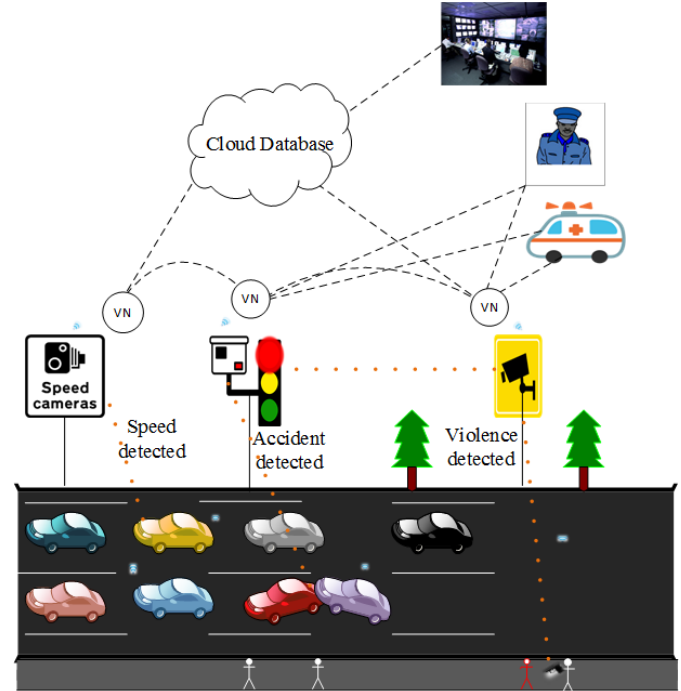 Cloud Database
VN
VN
VN
Speed
cameras
Speed
detected
Accident
detected
Violence
detected